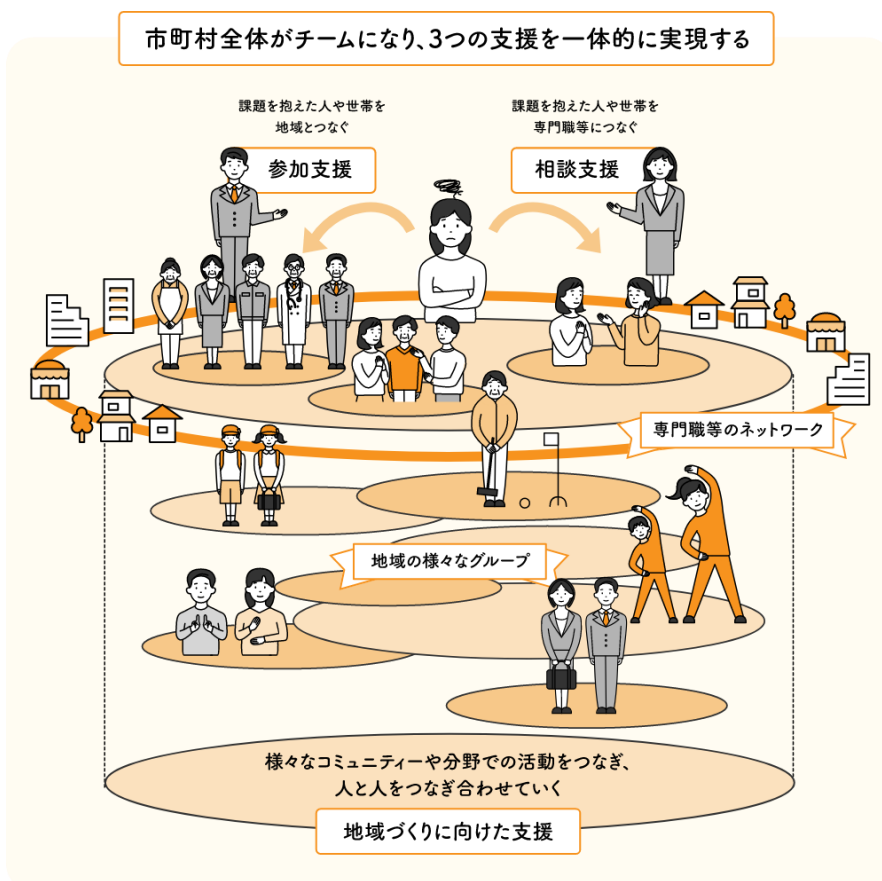 市町村全体がチームになり、3つの支援を一体的に実現する
課題を抱えた人や世帯を
地域とつなぐ
参加支援
課題を抱えた人や世帯を
専門職等につなぐ
相談支援
専門職等のネットワーク
地域の様々なグループ
様々なコミュニティーや分野での活動をつなぎ、
人と人をつなぎ合わせていく
地域づくりに向けた支援